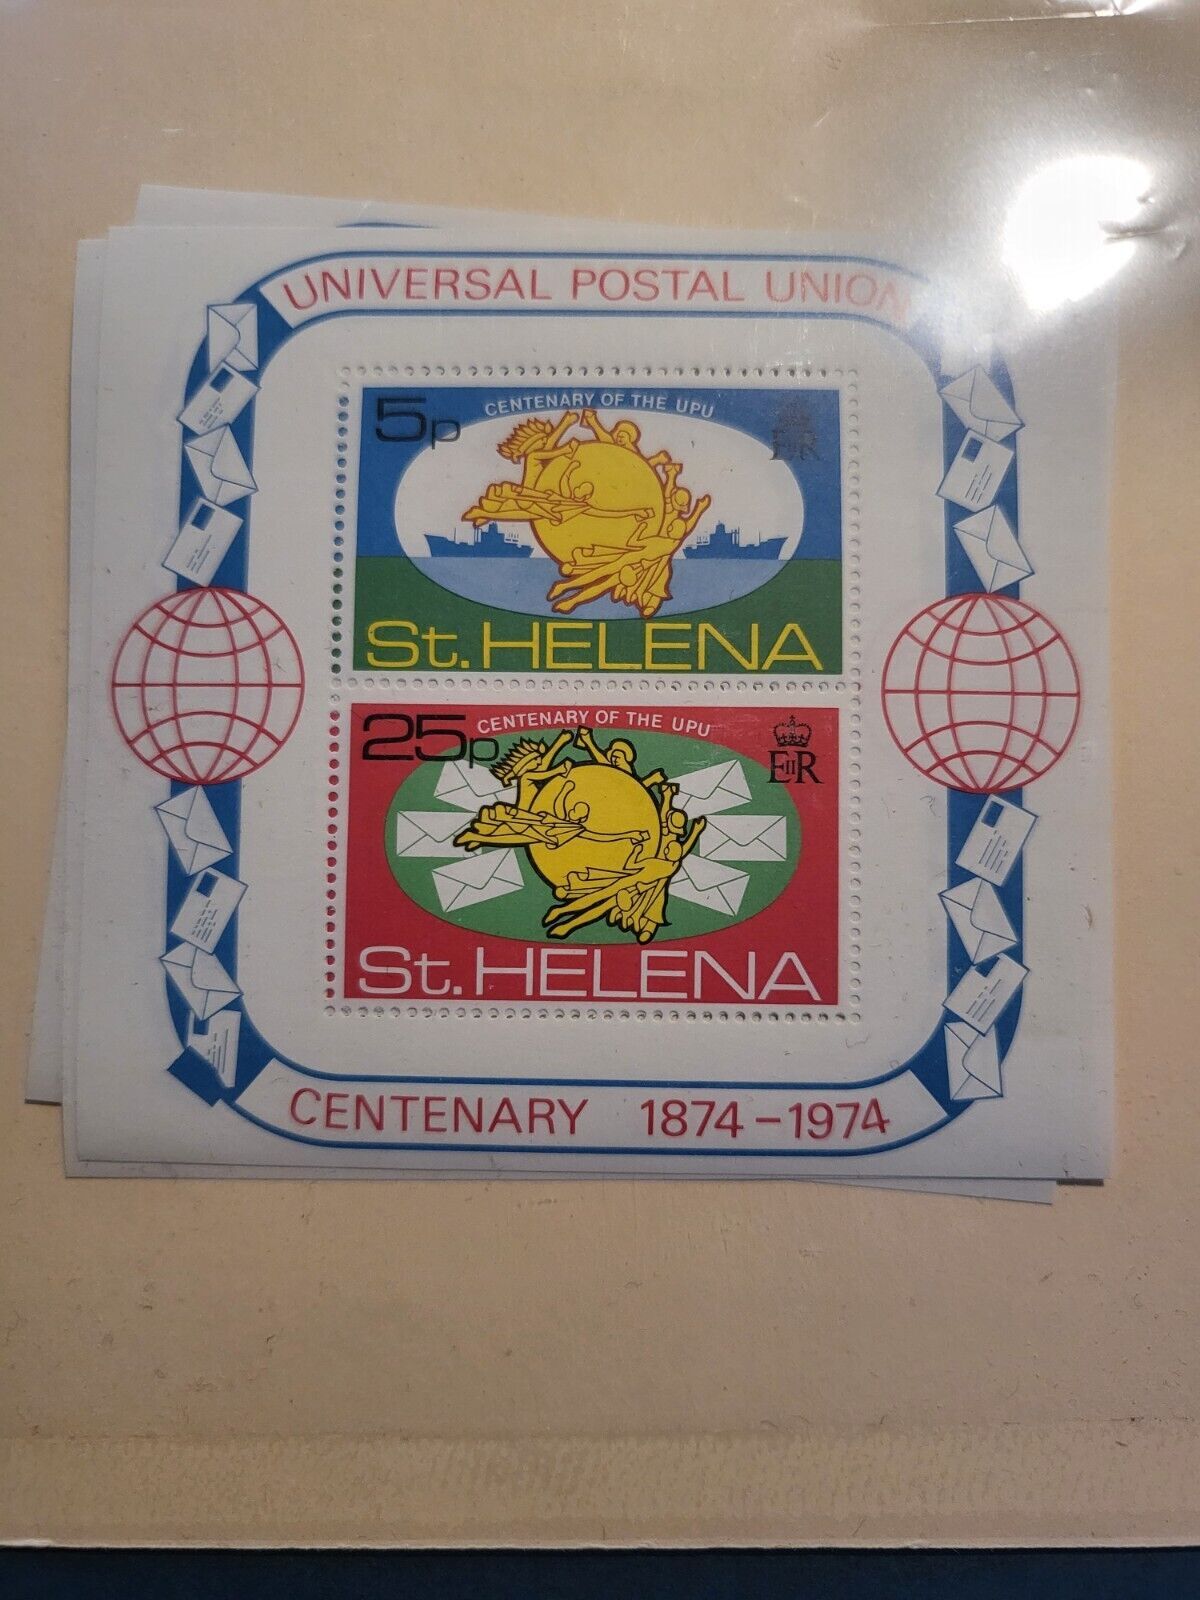 UNIVERSAL POSTAL UNION
5p
CENTENARY OF THE UPU
EIIR
St. HELENA
25p
CENTENARY OF THE UPU
EIIR
St. HELENA
CENTENARY 1874-1974